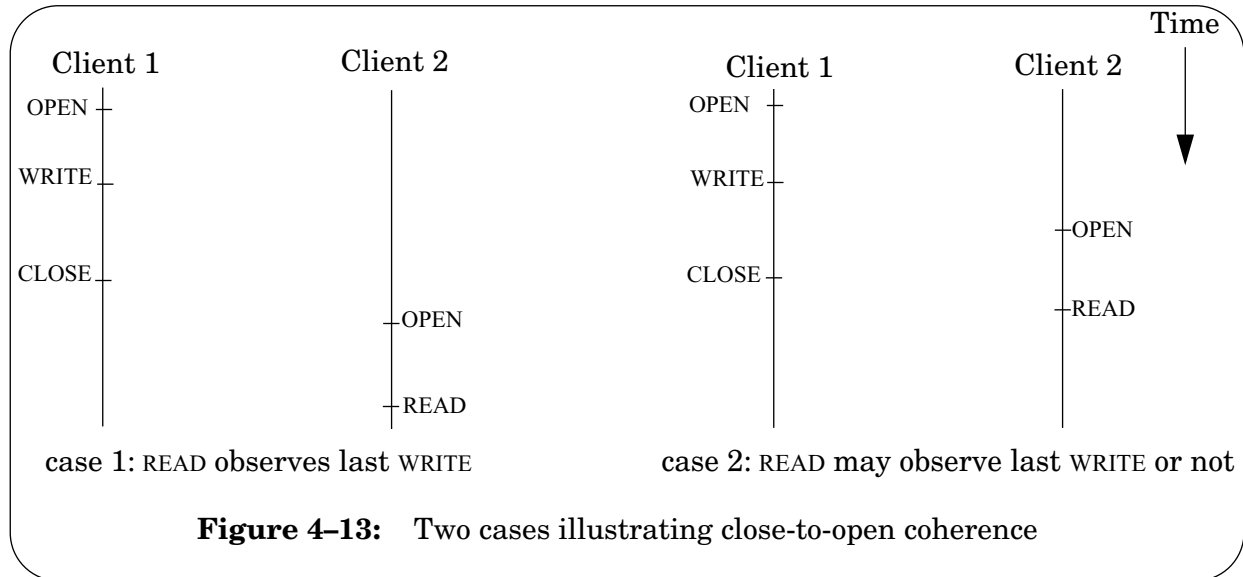 Time
Client 1
Client 2
OPEN
WRITE
CLOSE
OPEN
READ
case 1: READ observes last WRITE
Client 1
Client 2
OPEN
WRITE
OPEN
CLOSE
READ
case 2: READ may observe last WRITE or not
Figure 4–13: Two cases illustrating close-to-open coherence